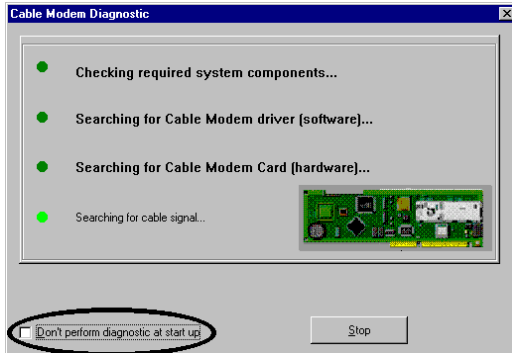 Cable Modem Diagnostic
Checking required system components...
Searching for Cable Modem driver (software)...
Searching for Cable Modem Card (hardware)...
Searching for cable signal...
Don't perform diagnostic at start up
Stop